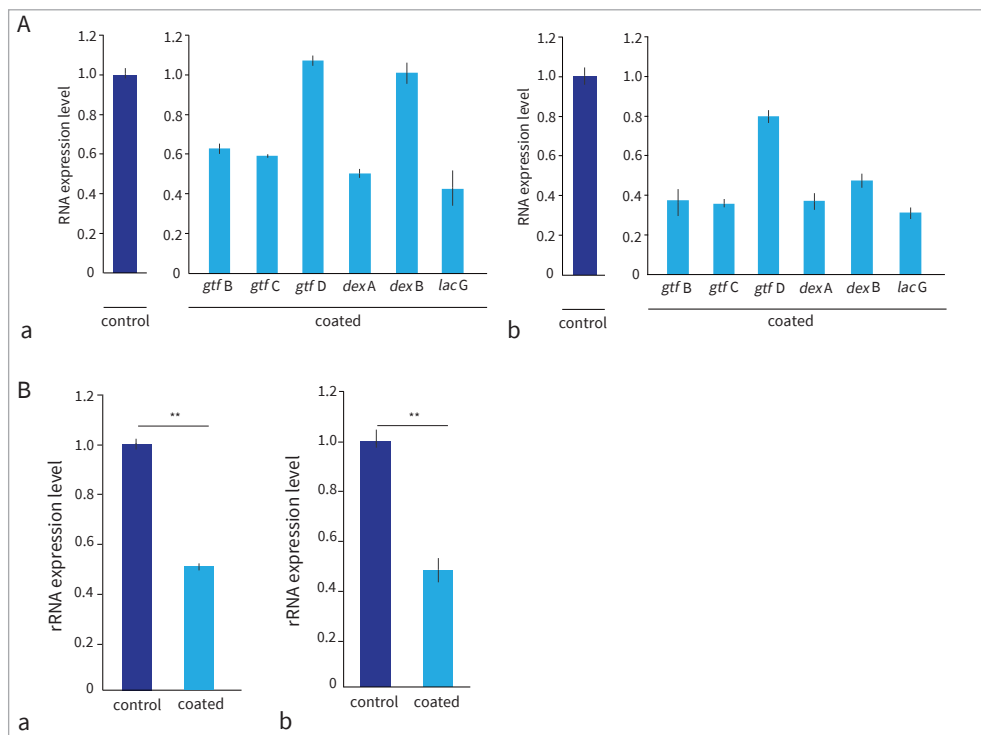 A
RNA expression level
1.2
1.0
0.8
0.6
0.4
0.2
0
control
1.2
1.0
0.8
0.6
0.4
0.2
0
gtf B gtf C gtf D dex A dex B lac G
coated
a
RNA expression level
1.2
1.0
0.8
0.6
0.4
0.2
0
control
1.2
1.0
0.8
0.6
0.4
0.2
0
gtf B gtf C gtf D dex A dex B lac G
coated
b
B
rRNA expression level
1.2
1.0
0.8
0.6
0.4
0.2
0
**
control coated
a
rRNA expression level
1.2
1.0
0.8
0.6
0.4
0.2
0
**
control coated
b